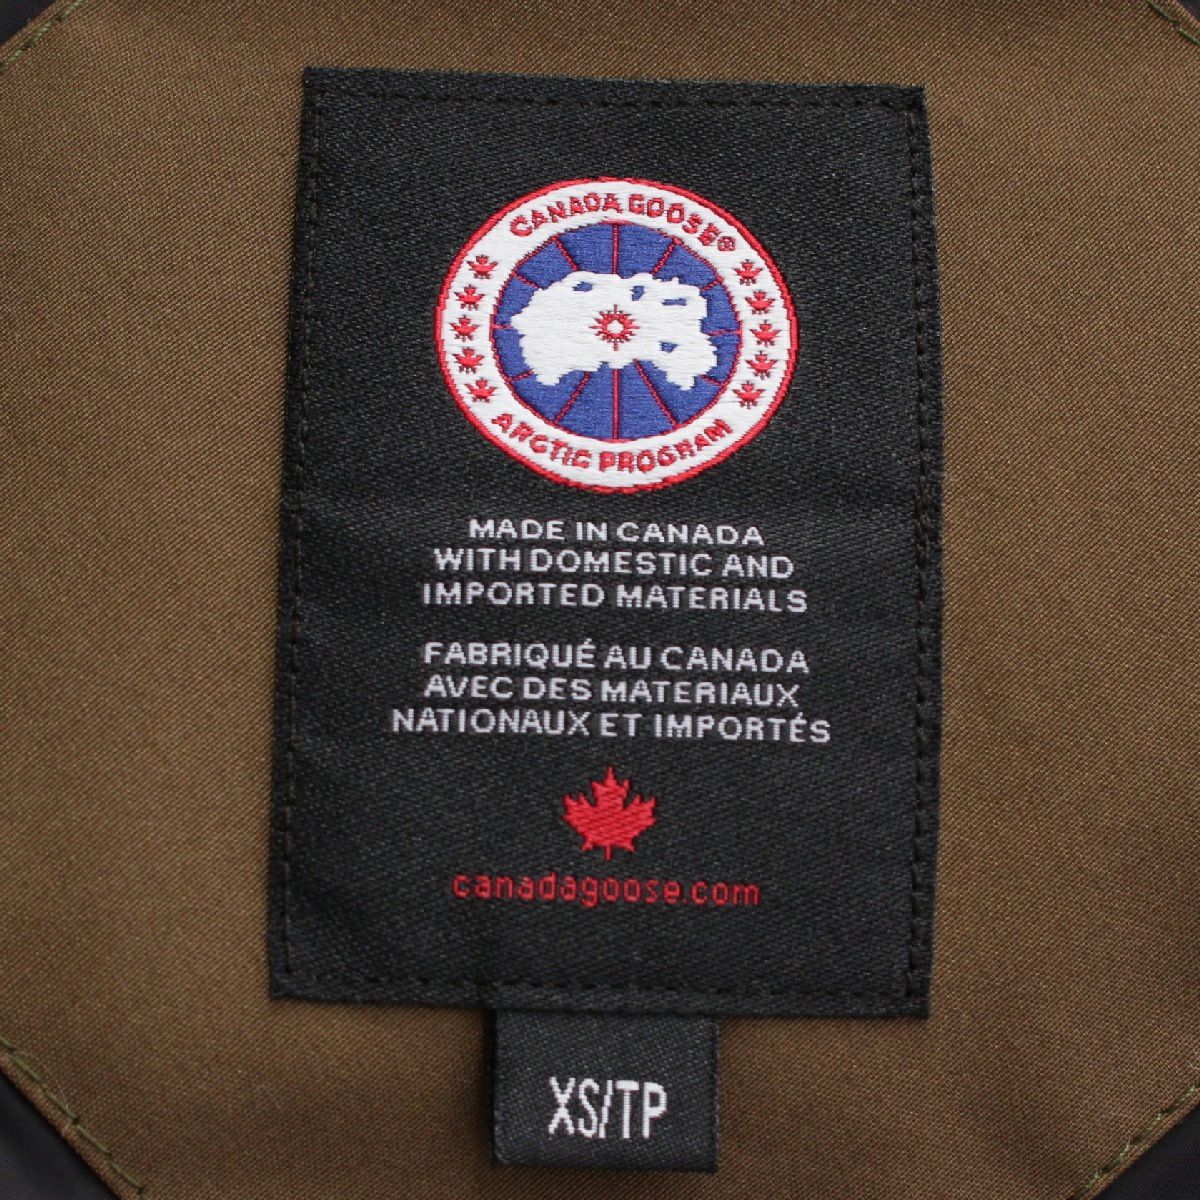 CANADA GOOSE®
ARCTIC PROGRAM
MADE IN CANADA
WITH DOMESTIC AND
IMPORTED MATERIALS
FABRIQUÉ AU CANADA
AVEC DES MATERIAUX
NATIONAUX ET IMPORTÉS
canadagoose.com
XS/TP